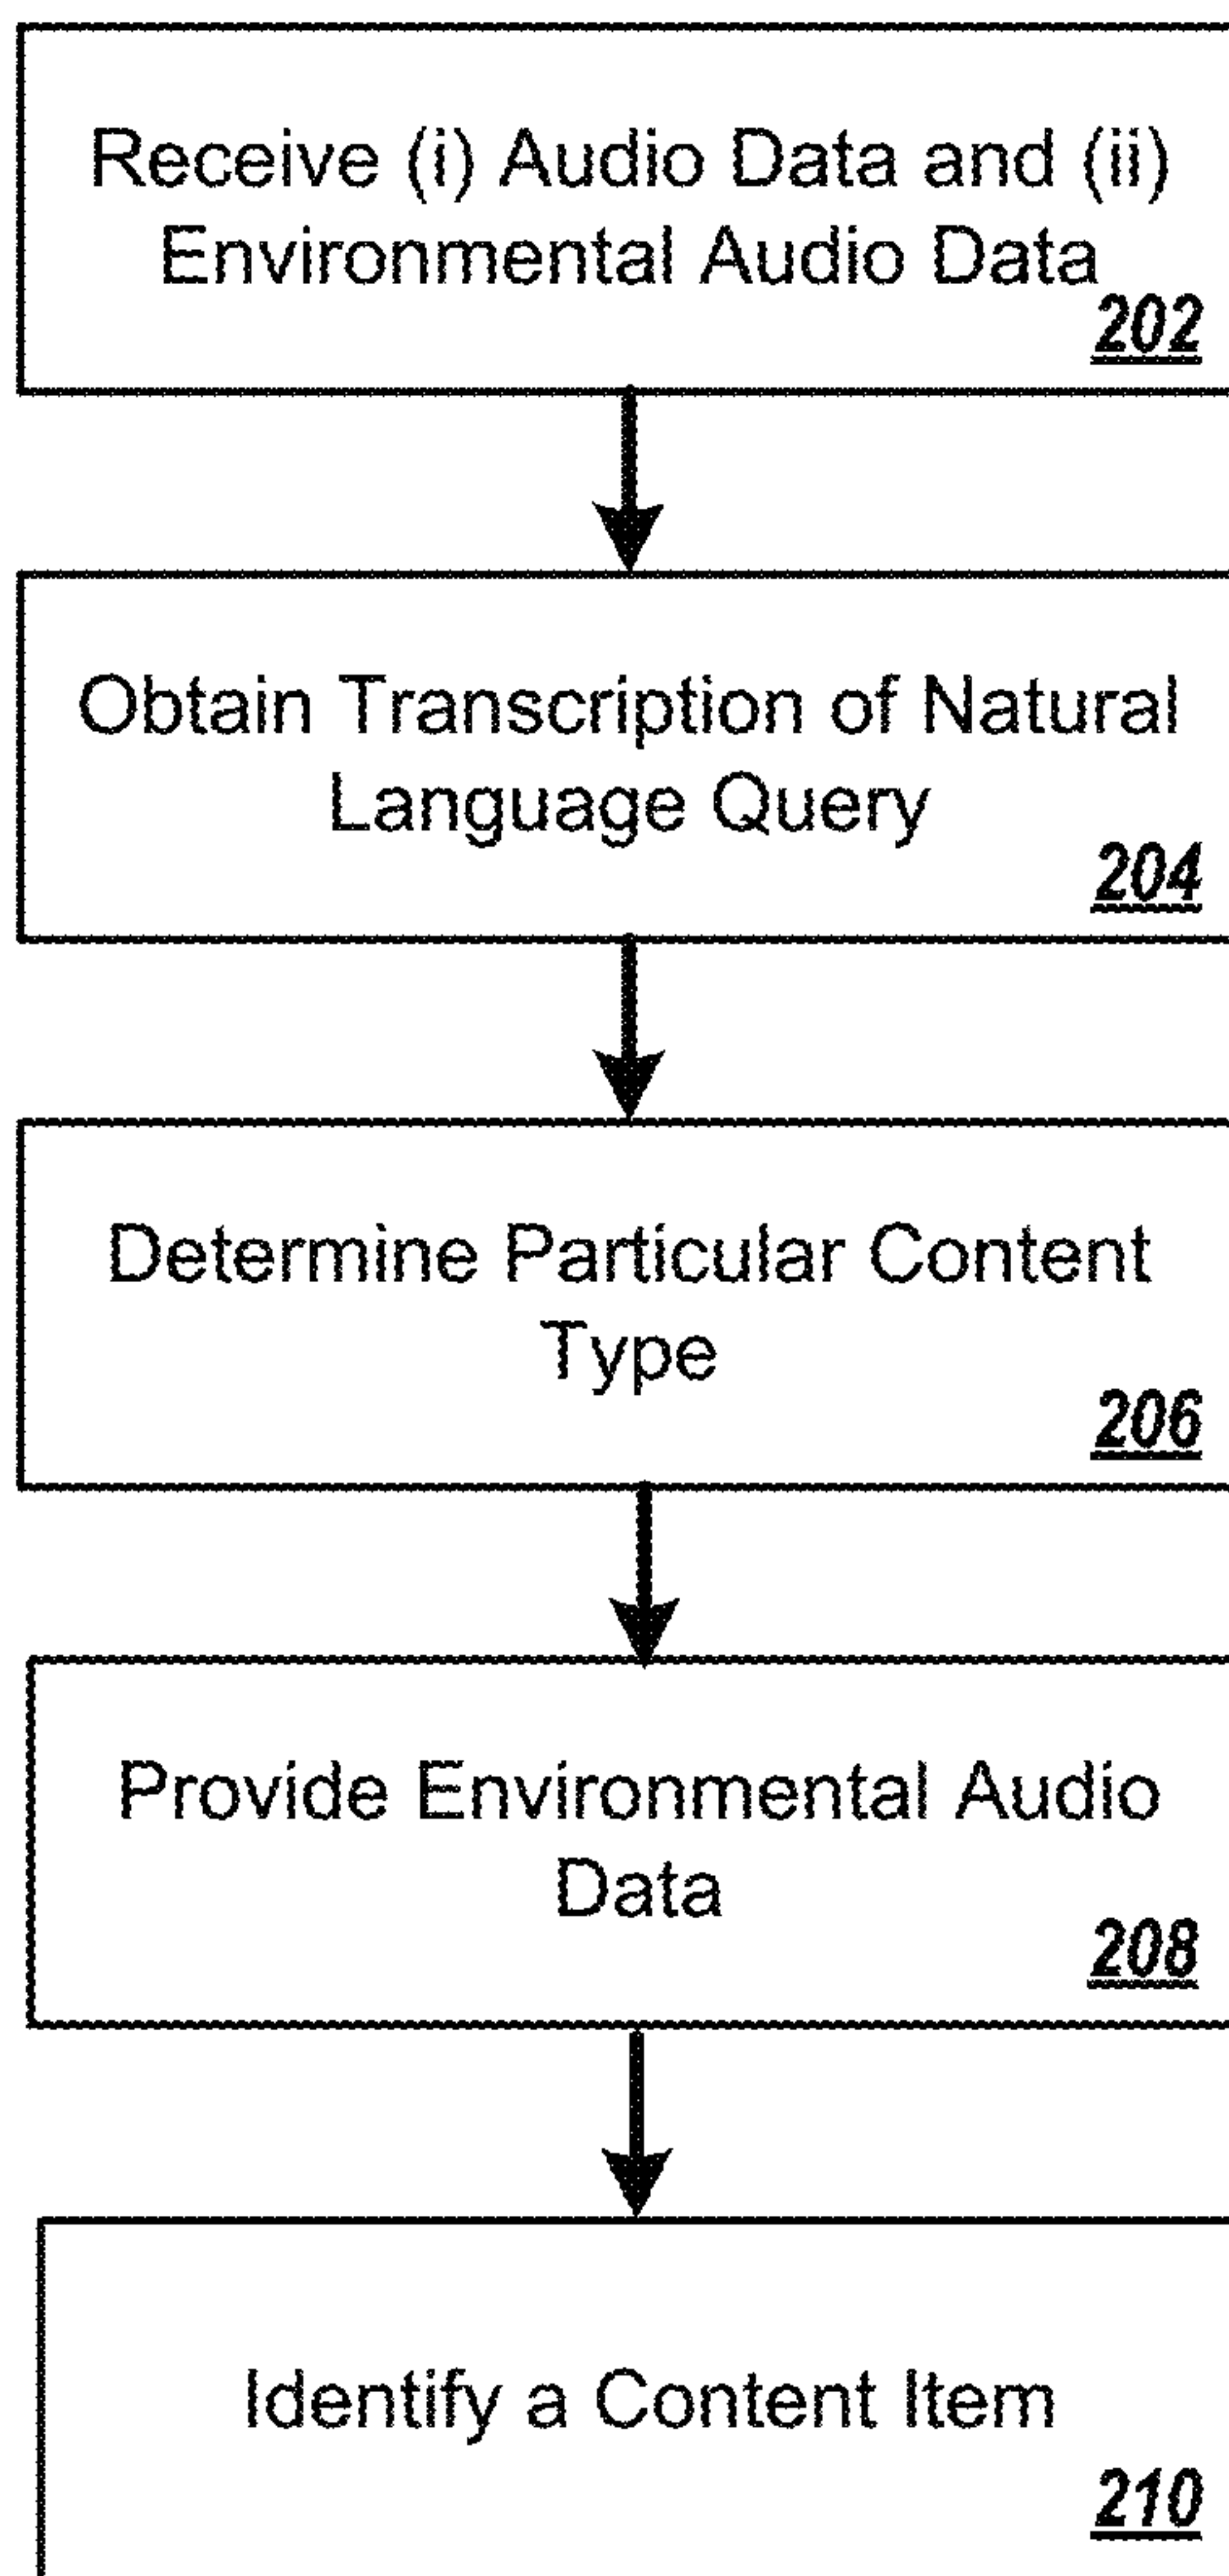 Receive (i) Audio Data and (ii)
Environmental Audio Data
202
Obtain Transcription of Natural
Language Query
204
Determine Particular Content
Type
206
Provide Environmental Audio
Data
208
Identify a Content Item
210